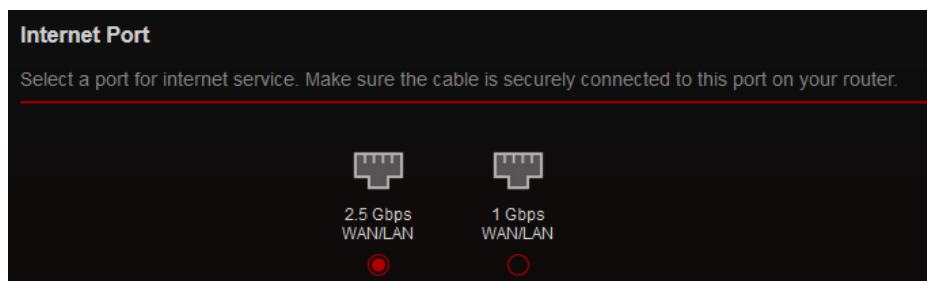 Internet Port
Select a port for internet service. Make sure the cable is securely connected to this port on your router.
2.5 Gbps
WAN/LAN
1 Gbps
WAN/LAN